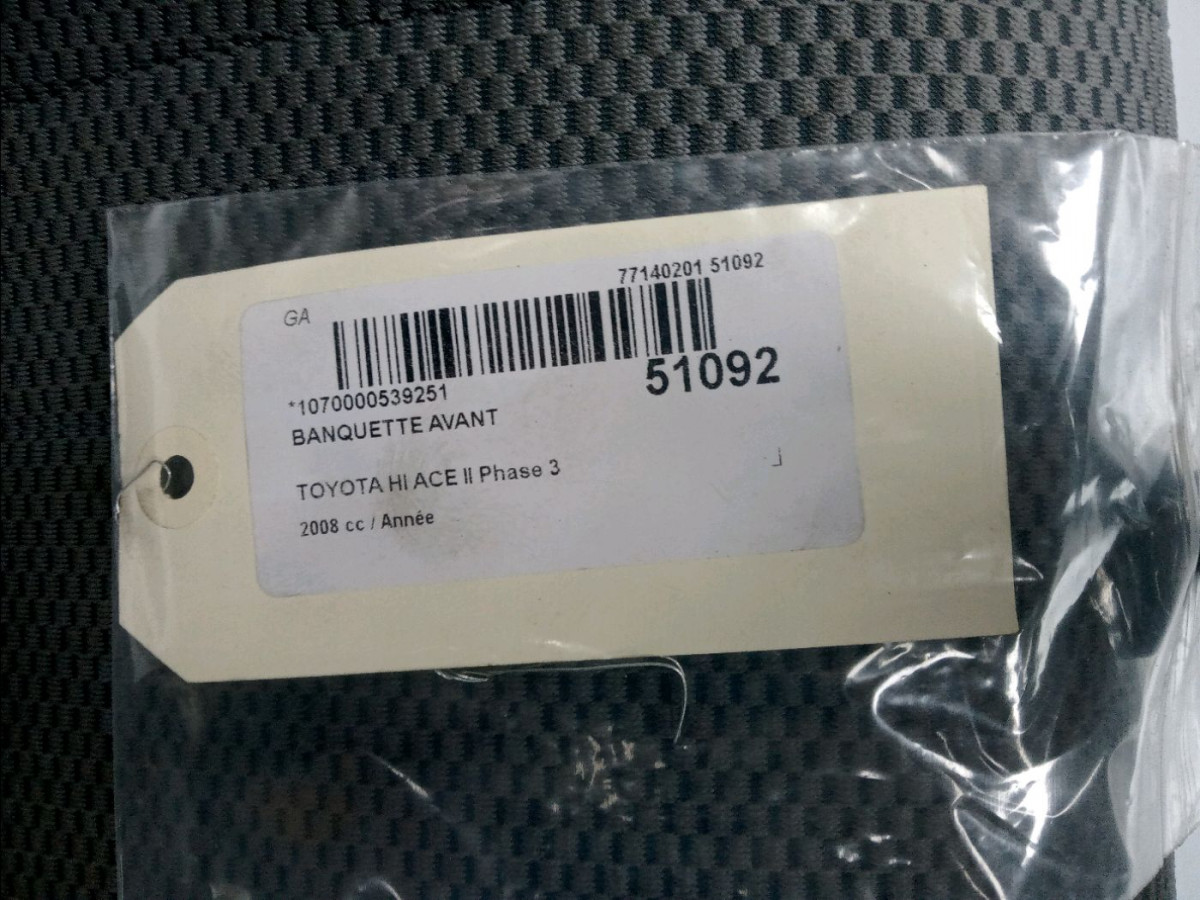 77140201 51092
GA
51092
*1070000539251
BANQUETTE AVANT
TOYOTA HI ACE II Phase 3
2008 cc / Année